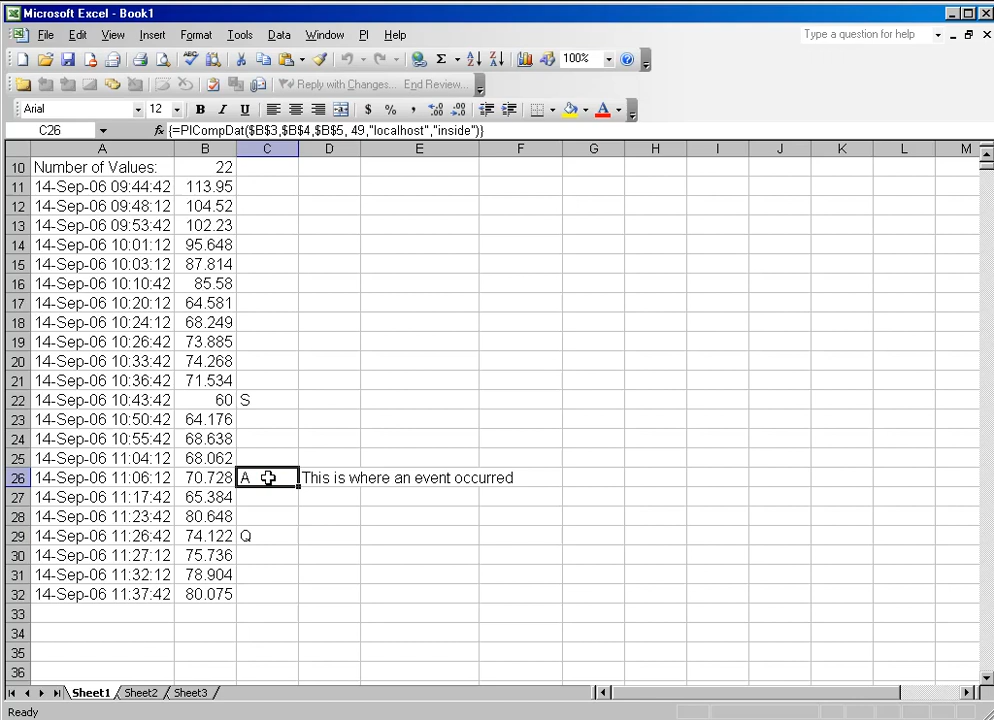 Microsoft Excel - Book1
File Edit View Insert Format Tools Data Window PI Help Type a question for help
Σ 100%
Reply with Changes... End Review...
Arial 12 B I U $ % , A
C26 fx {=PICompDat($B$3,$B$4,$B$5, 49,"localhost","inside")}
A B C D E F G H I J K L M
10 Number of Values: 22
11 14-Sep-06 09:44:42 113.95
12 14-Sep-06 09:48:12 104.52
13 14-Sep-06 09:53:42 102.23
14 14-Sep-06 10:01:12 95.648
15 14-Sep-06 10:03:12 87.814
16 14-Sep-06 10:10:42 85.58
17 14-Sep-06 10:20:12 64.581
18 14-Sep-06 10:24:12 68.249
19 14-Sep-06 10:26:42 73.885
20 14-Sep-06 10:33:42 74.268
21 14-Sep-06 10:36:42 71.534
22 14-Sep-06 10:43:42 60 S
23 14-Sep-06 10:50:42 64.176
24 14-Sep-06 10:55:42 68.638
25 14-Sep-06 11:04:12 68.062
26 14-Sep-06 11:06:12 70.728 A This is where an event occurred
27 14-Sep-06 11:17:42 65.384
28 14-Sep-06 11:23:42 80.648
29 14-Sep-06 11:26:42 74.122 Q
30 14-Sep-06 11:27:12 75.736
31 14-Sep-06 11:32:12 78.904
32 14-Sep-06 11:37:42 80.075
33
34
35
36
Sheet1 Sheet2 Sheet3
Ready